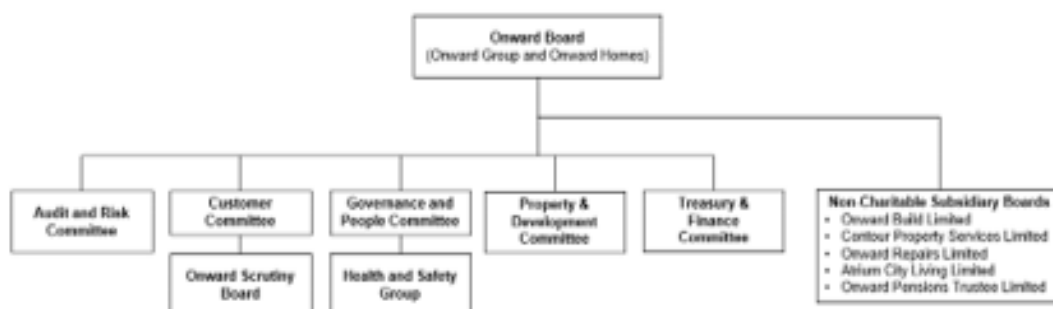 Onward Board
(Onward Group and Onward Homes)
Audit and Risk
Committee
Customer
Committee
Governance and
People Committee
Property &
Development
Committee
Treasury &
Finance
Committee
Non Charitable Subsidiary Boards
• Onward Build Limited
• Contour Property Services Limited
• Onward Repairs Limited
• Atrium City Living Limited
• Onward Pensions Trustee Limited
Onward Scrutiny
Board
Health and Safety
Group